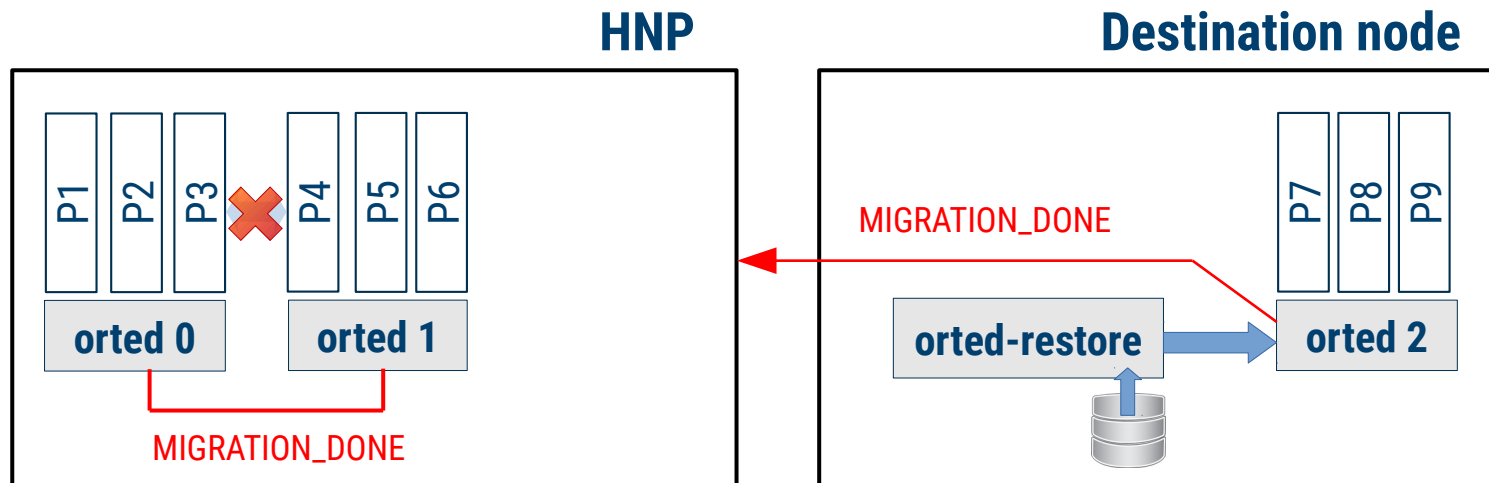 HNP
Destination node
P1
P2
P3
P4
P5
P6
P7
P8
P9
MIGRATION_DONE
orted 0
orted 1
orted-restore
orted 2
MIGRATION_DONE